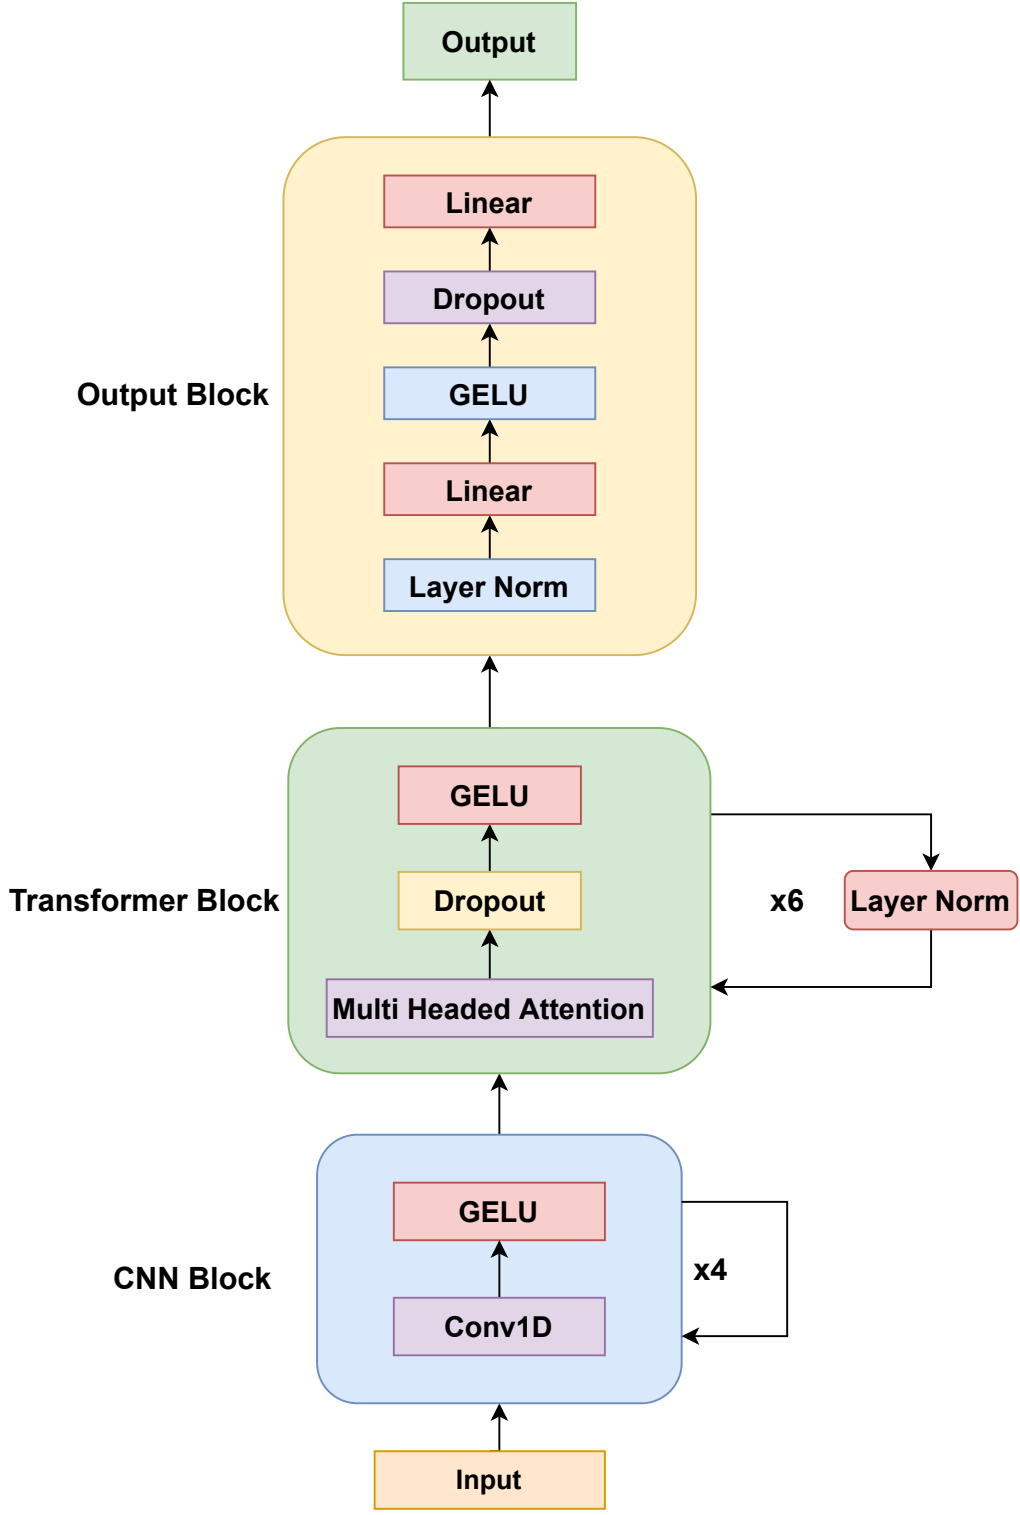 Output
Linear
Dropout
Output Block
GELU
Linear
Layer Norm
GELU
Transformer Block
Dropout
x6
Layer Norm
Multi Headed Attention
GELU
CNN Block
x4
Conv1D
Input